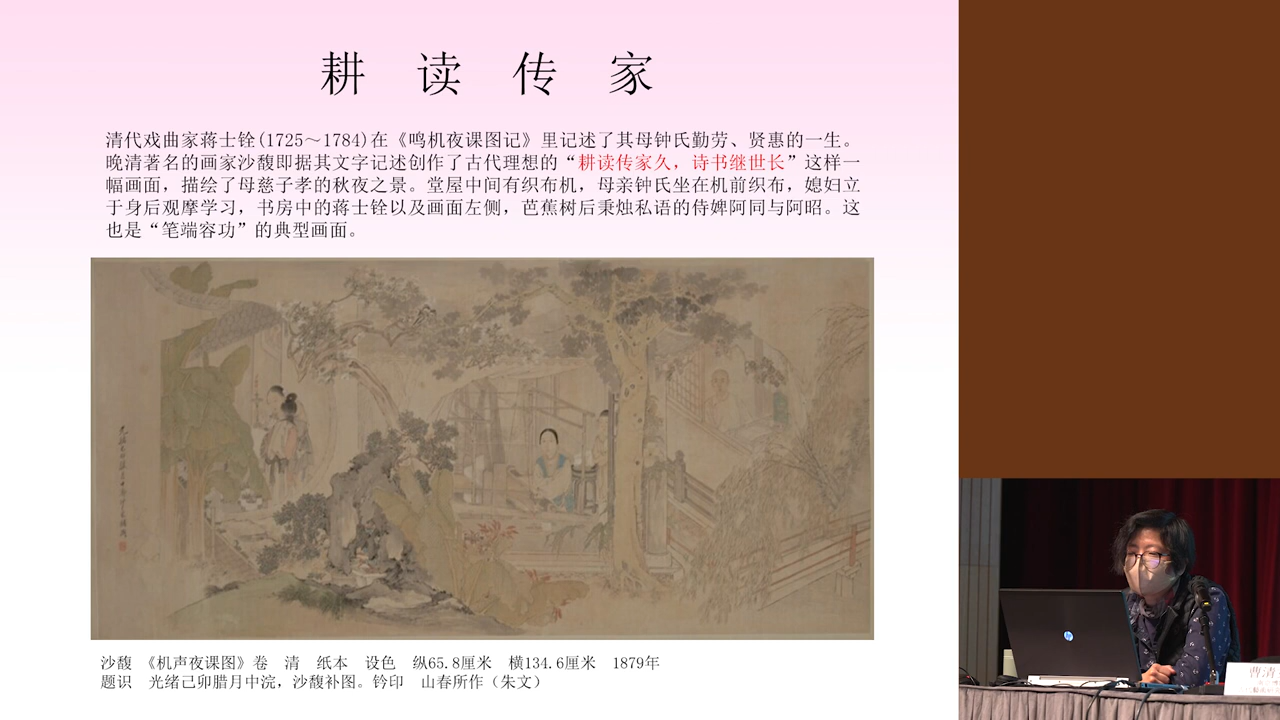 耕 读 传 家
清代戏曲家蒋士铨(1725～1784)在《鸣机夜课图记》里记述了其母钟氏勤劳、贤惠的一生。
晚清著名的画家沙馥即据其文字记述创作了古代理想的“耕读传家久，诗书继世长”这样一
幅画面，描绘了母慈子孝的秋夜之景。堂屋中间有织布机，母亲钟氏坐在机前织布，媳妇立
于身后观摩学习，书房中的蒋士铨以及画面左侧，芭蕉树后秉烛私语的侍婢阿同与阿昭。这
也是“笔端容功”的典型画面。
沙馥 《机声夜课图》卷 清 纸本 设色 纵65.8厘米 横134.6厘米 1879年
题识 光绪己卯腊月中浣，沙馥补图。钤印 山春所作（朱文）
曹清